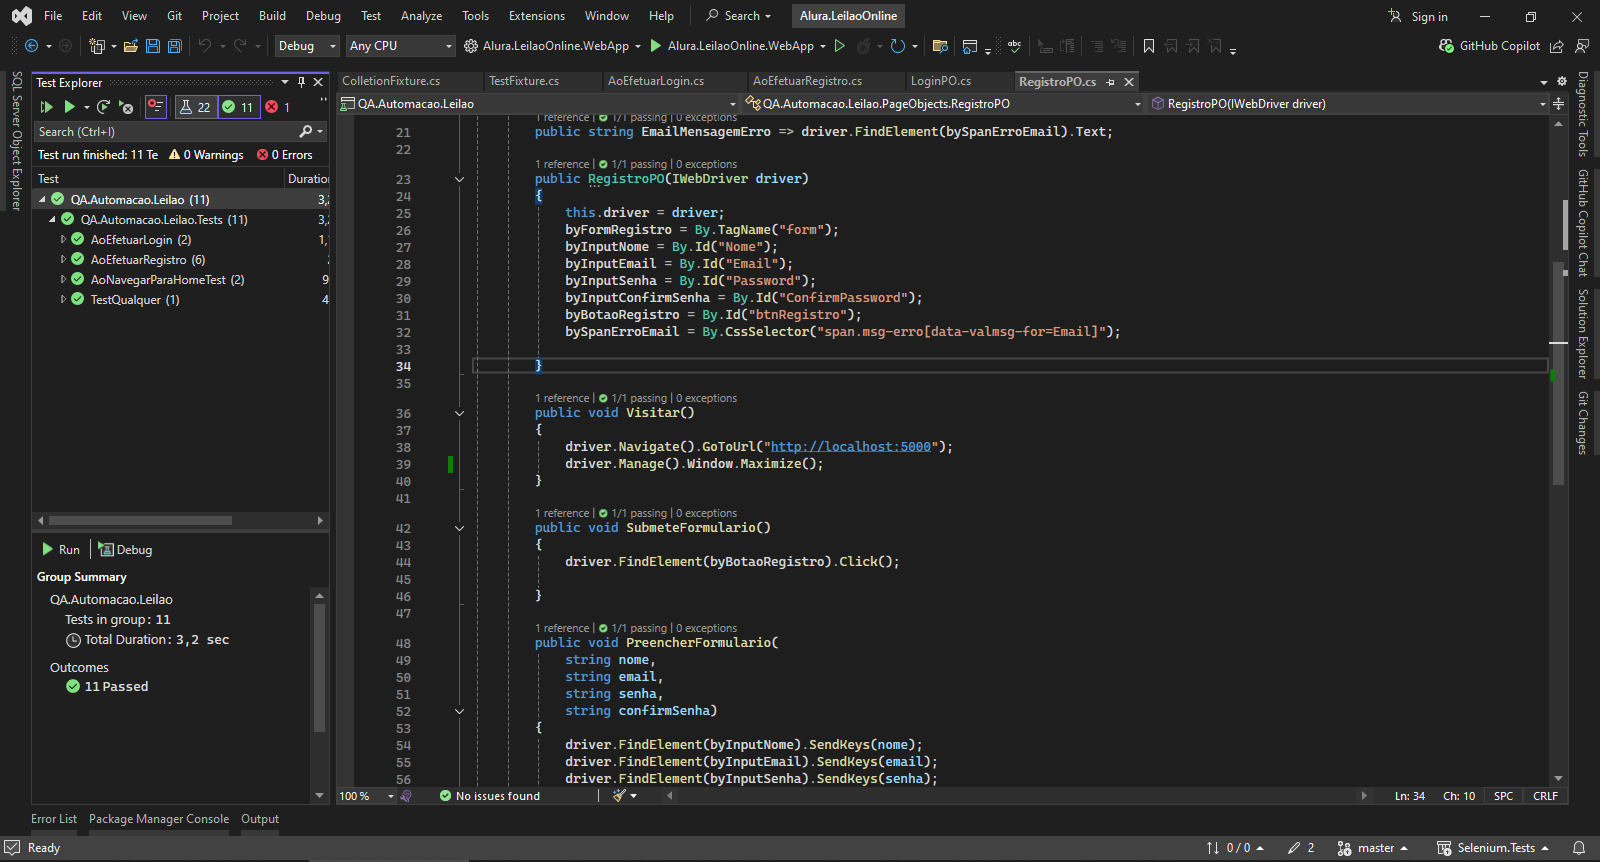 File Edit View Git Project Build Debug Test Analyze Tools Extensions Window Help Search Alura.LeilaoOnline Sign in
Debug Any CPU Alura.LeilaoOnline.WebApp Alura.LeilaoOnline.WebApp GitHub Copilot
SQL Server Object Explorer
Test Explorer
22 11 1
Search (Ctrl+I)
Test run finished: 11 Te 0 Warnings 0 Errors
Test Duration
QA.Automacao.Leilao (11) 3,
QA.Automacao.Leilao.Tests (11) 3,
AoEfetuarLogin (2) 1,
AoEfetuarRegistro (6)
AoNavegarParaHomeTest (2) 9
TestQualquer (1) 4
Run Debug
Group Summary
QA.Automacao.Leilao
Tests in group: 11
Total Duration: 3,2 sec
Outcomes
11 Passed
ColletionFixture.cs TestFixture.cs AoEfetuarLogin.cs AoEfetuarRegistro.cs LoginPO.cs RegistroPO.cs
QA.Automacao.Leilao QA.Automacao.Leilao.PageObjects.RegistroPO RegistroPO(IWebDriver driver)
1 reference | 1/1 passing | 0 exceptions
21 public string EmailMensagemErro => driver.FindElement(bySpanErroEmail).Text;
22
1 reference | 1/1 passing | 0 exceptions
23 public RegistroPO(IWebDriver driver)
24 {
25 this.driver = driver;
26 byFormRegistro = By.TagName("form");
27 byInputNome = By.Id("Nome");
28 byInputEmail = By.Id("Email");
29 byInputSenha = By.Id("Password");
30 byInputConfirmSenha = By.Id("ConfirmPassword");
31 byBotaoRegistro = By.Id("btnRegistro");
32 bySpanErroEmail = By.CssSelector("span.msg-erro[data-valmsg-for=Email]");
33
34 }
35
1 reference | 1/1 passing | 0 exceptions
36 public void Visitar()
37 {
38 driver.Navigate().GoToUrl("http://localhost:5000");
39 driver.Manage().Window.Maximize();
40 }
41
1 reference | 1/1 passing | 0 exceptions
42 public void SubmeteFormulario()
43 {
44 driver.FindElement(byBotaoRegistro).Click();
45
46 }
47
1 reference | 1/1 passing | 0 exceptions
48 public void PreencherFormulario(
49 string nome,
50 string email,
51 string senha,
52 string confirmSenha)
53 {
54 driver.FindElement(byInputNome).SendKeys(nome);
55 driver.FindElement(byInputEmail).SendKeys(email);
56 driver.FindElement(byInputSenha).SendKeys(senha);
100 % No issues found Ln: 34 Ch: 10 SPC CRLF
Diagnostic Tools
GitHub Copilot Chat
Solution Explorer
Git Changes
Error List Package Manager Console Output
Ready 0 / 0 2 master Selenium.Tests